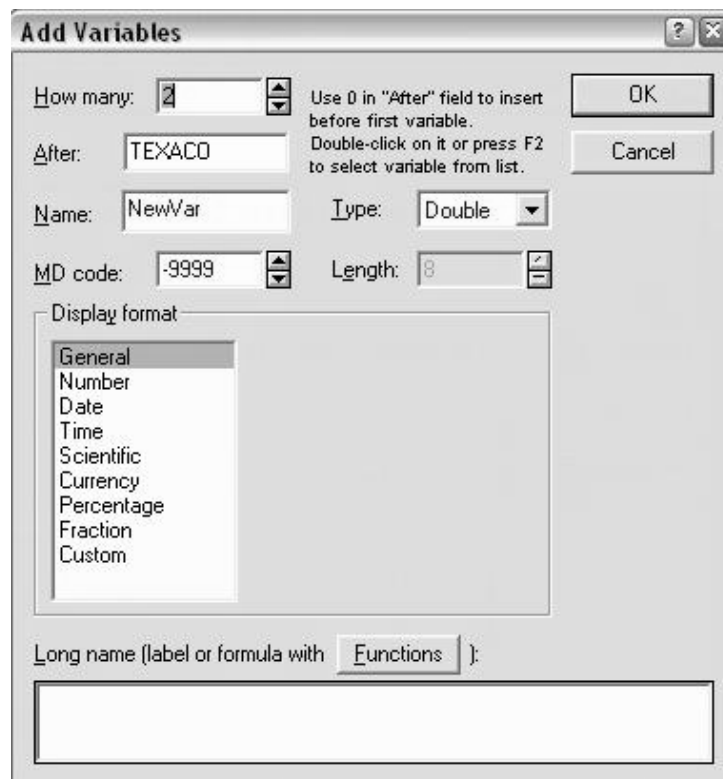 Add Variables
How many: 2
Use 0 in "After" field to insert
before first variable.
Double-click on it or press F2
to select variable from list.
OK
After: TEXACO
Cancel
Name: NewVar
Type: Double
MD code: -9999
Length: 8
Display format
General
Number
Date
Time
Scientific
Currency
Percentage
Fraction
Custom
Long name (label or formula with Functions ):